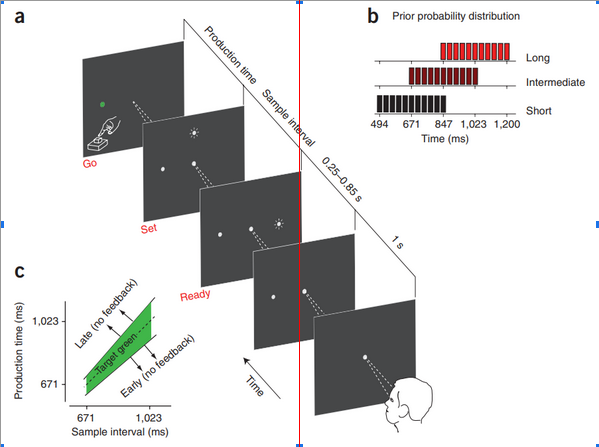 a
Production time
Sample interval
0.25–0.85 s
1 s
Go
Set
Ready
Time
b
Prior probability distribution
Long
Intermediate
Short
494 671 847 1,023 1,200
Time (ms)
c
Production time (ms)
1,023
671
Late (no feedback)
Target green
Early (no feedback)
671 1,023
Sample interval (ms)